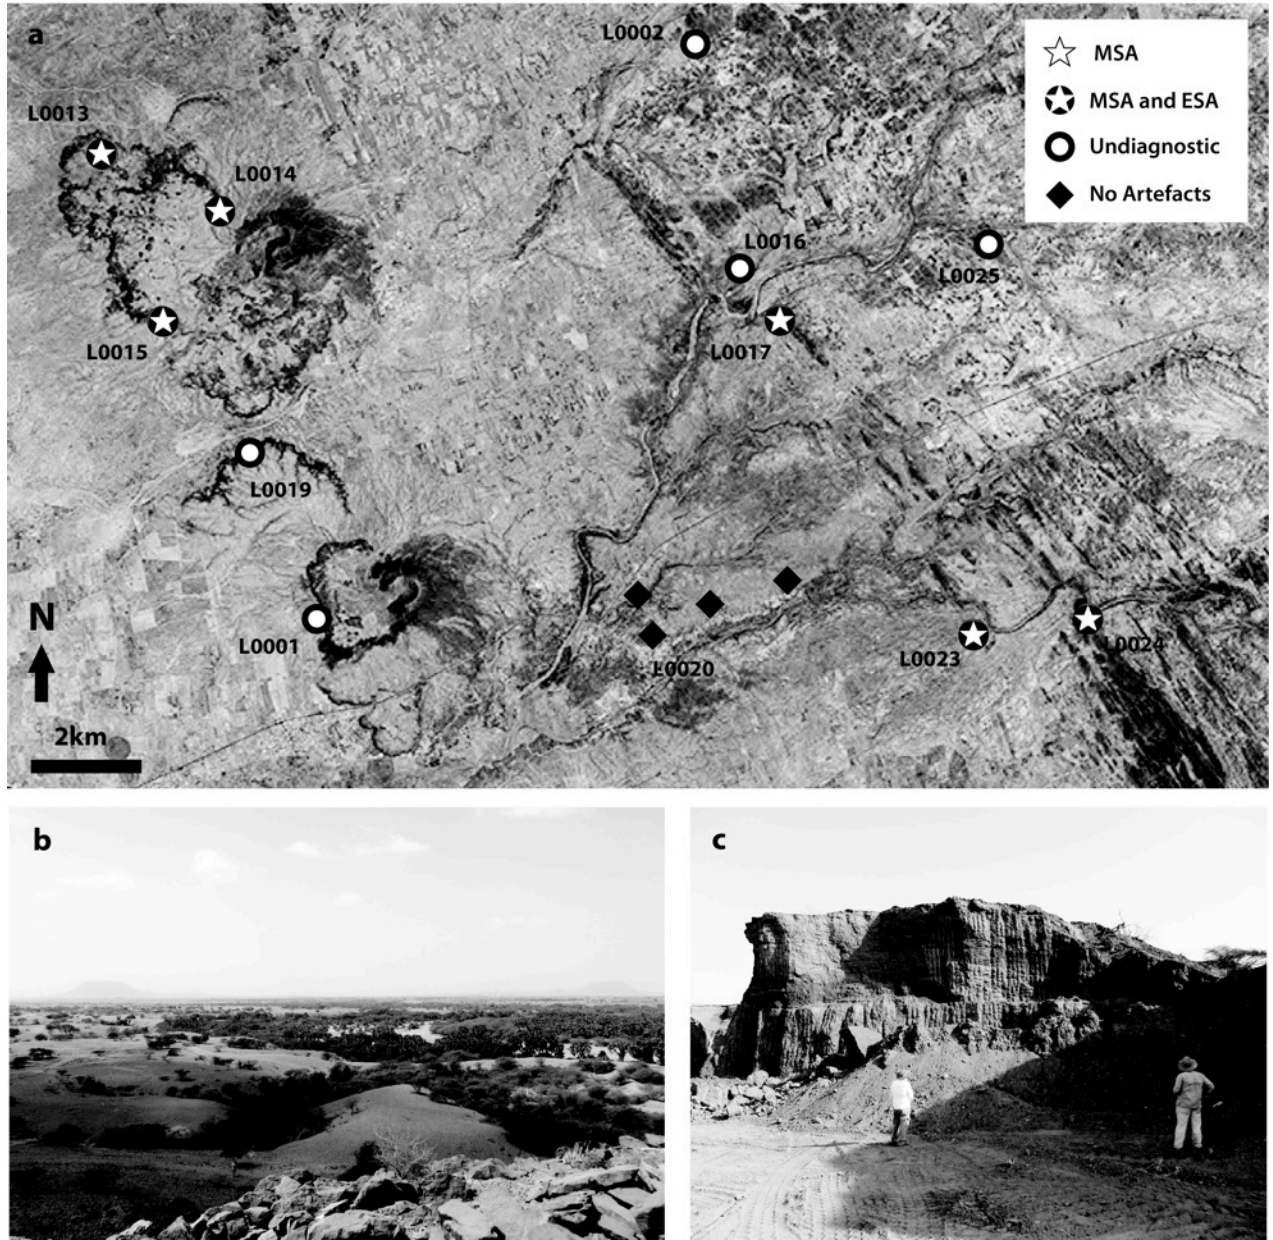 a
L0002
MSA
MSA and ESA
Undiagnostic
No Artefacts
L0013
L0014
L0016
L0025
L0015
L0017
L0019
L0001
L0020
L0023
L0024
N
2km
b
c